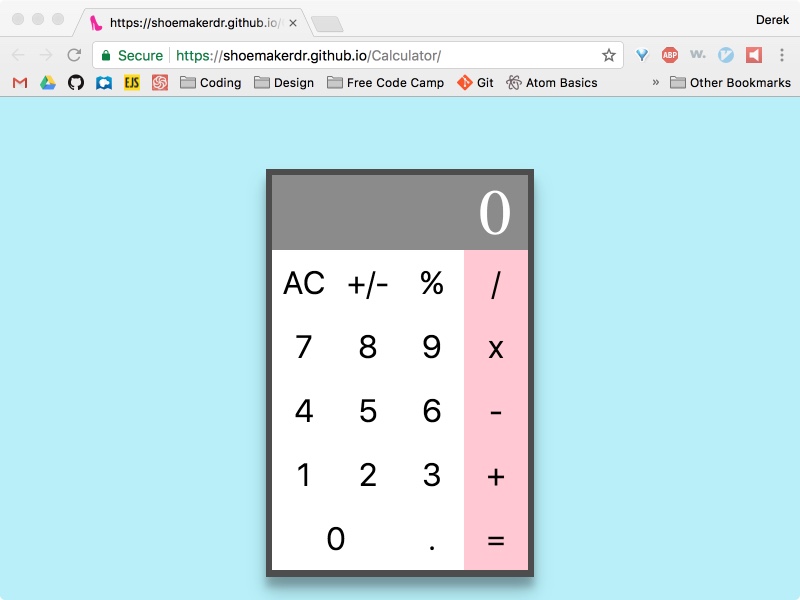 https://shoemakerdr.github.io/
Derek
Secure https://shoemakerdr.github.io/Calculator/ ABP w.
EJS Coding Design Free Code Camp Git Atom Basics » Other Bookmarks
0
AC +/- % /
7 8 9 x
4 5 6 -
1 2 3 +
0 . =